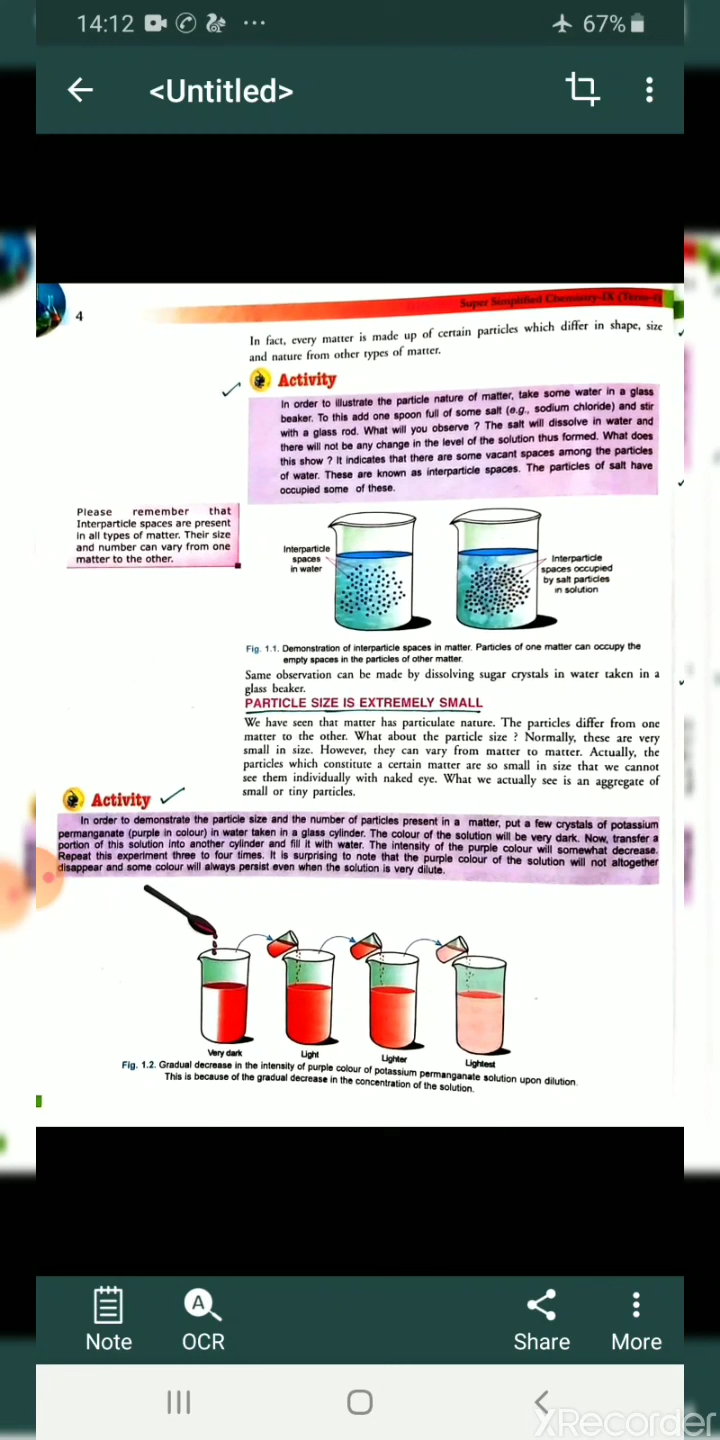 14:12 ... 67%
<Untitled>
Super Simplified Chemistry-IX (Term-I)
4
In fact, every matter is made up of certain particles which differ in shape, size
and nature from other types of matter.
Activity
In order to illustrate the particle nature of matter, take some water in a glass
beaker. To this add one spoon full of some salt (e.g., sodium chloride) and stir
with a glass rod. What will you observe ? The salt will dissolve in water and
there will not be any change in the level of the solution thus formed. What does
this show ? It indicates that there are some vacant spaces among the particles
of water. These are known as interparticle spaces. The particles of salt have
occupied some of these.
Please remember that
Interparticle spaces are present
in all types of matter. Their size
and number can vary from one
matter to the other.
Interparticle
spaces
in water
Interparticle
spaces occupied
by salt particles
in solution
Fig. 1.1. Demonstration of interparticle spaces in matter. Particles of one matter can occupy the
empty spaces in the particles of other matter.
Same observation can be made by dissolving sugar crystals in water taken in a
glass beaker.
PARTICLE SIZE IS EXTREMELY SMALL
We have seen that matter has particulate nature. The particles differ from one
matter to the other. What about the particle size ? Normally, these are very
small in size. However, they can vary from matter to matter. Actually, the
particles which constitute a certain matter are so small in size that we cannot
see them individually with naked eye. What we actually see is an aggregate of
small or tiny particles.
Activity
In order to demonstrate the particle size and the number of particles present in a matter, put a few crystals of potassium
permanganate (purple in colour) in water taken in a glass cylinder. The colour of the solution will be very dark. Now, transfer a
portion of this solution into another cylinder and fill it with water. The intensity of the purple colour will somewhat decrease.
Repeat this experiment three to four times. It is surprising to note that the purple colour of the solution will not altogether
disappear and some colour will always persist even when the solution is very dilute.
Very dark
Light
Lighter
Lightest
Fig. 1.2. Gradual decrease in the intensity of purple colour of potassium permanganate solution upon dilution.
This is because of the gradual decrease in the concentration of the solution.
A
Note OCR Share More
XRecorder